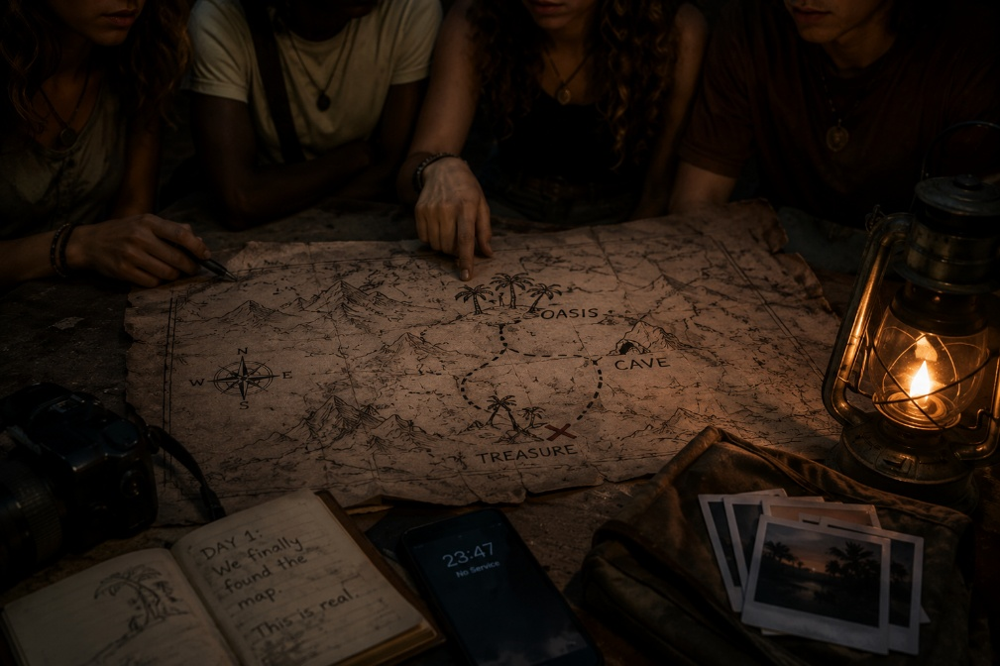 N
W E
S
OASIS
CAVE
TREASURE
DAY 1:
We finally
found the
map.
This is real.
23:47
No Service